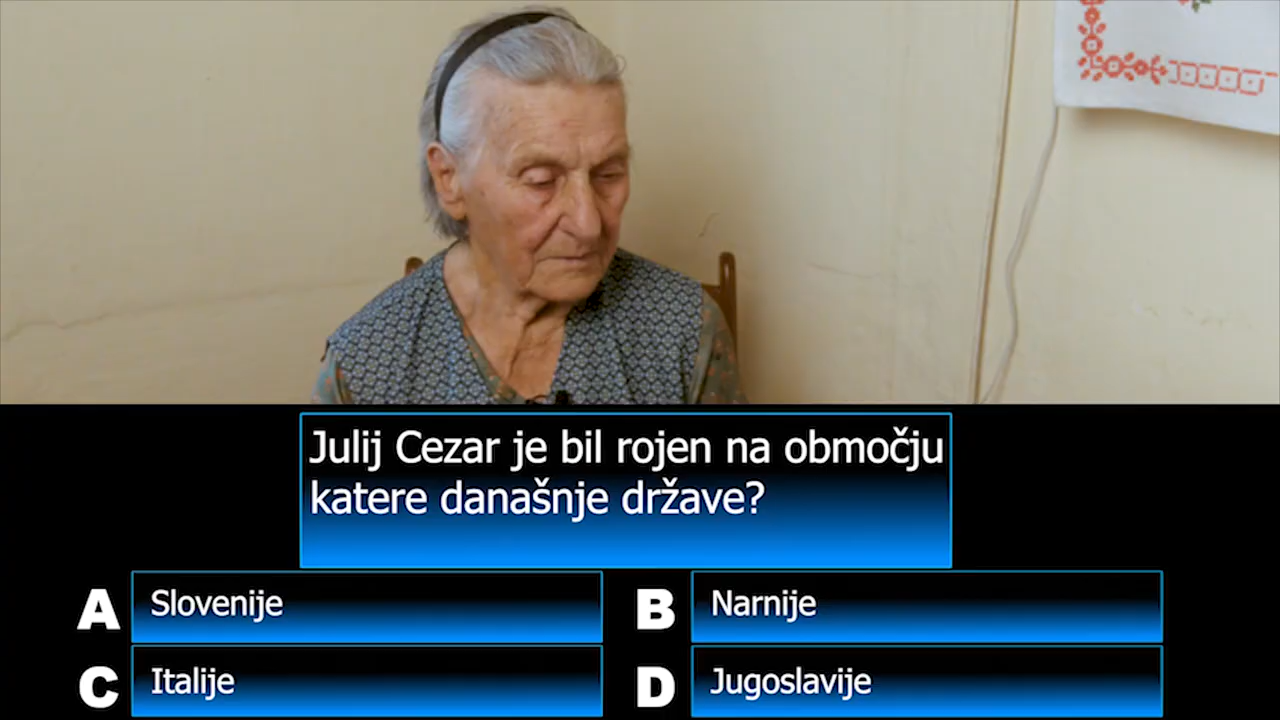 Julij Cezar je bil rojen na območju
katere današnje države?
A Slovenije
B Narnije
C Italije
D Jugoslavije